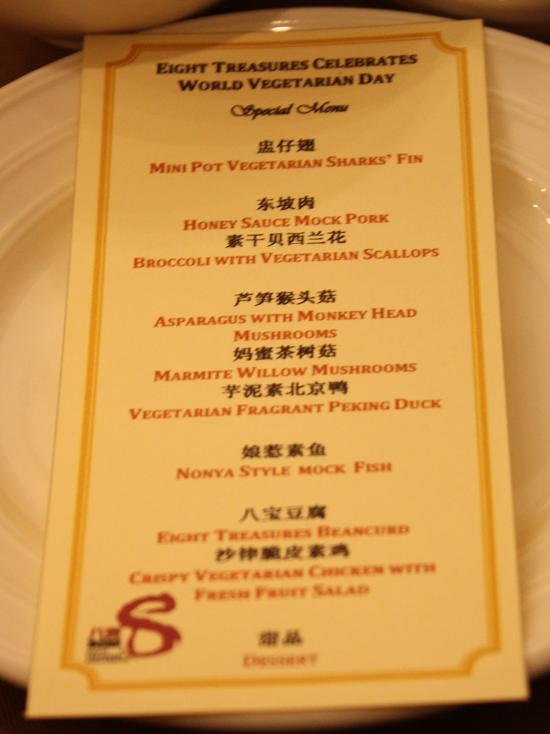 EIGHT TREASURES CELEBRATES
WORLD VEGETARIAN DAY
Special Menu
盅仔翅
MINI POT VEGETARIAN SHARKS' FIN
东坡肉
HONEY SAUCE MOCK PORK
素干贝西兰花
BROCCOLI WITH VEGETARIAN SCALLOPS
芦笋猴头菇
ASPARAGUS WITH MONKEY HEAD
MUSHROOMS
妈蜜茶树菇
MARMITE WILLOW MUSHROOMS
芋泥素北京鸭
VEGETARIAN FRAGRANT PEKING DUCK
娘惹素鱼
NONYA STYLE MOCK FISH
八宝豆腐
EIGHT TREASURES BEANCURD
沙律脆皮素鸡
CRISPY VEGETARIAN CHICKEN WITH
FRESH FRUIT SALAD
甜品
DESSERT
8